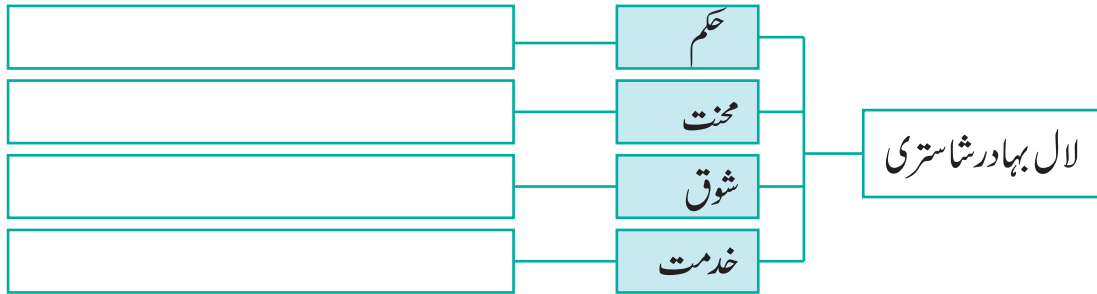 لال بہادر شاستری
حکم
محنت
شوق
خدمت